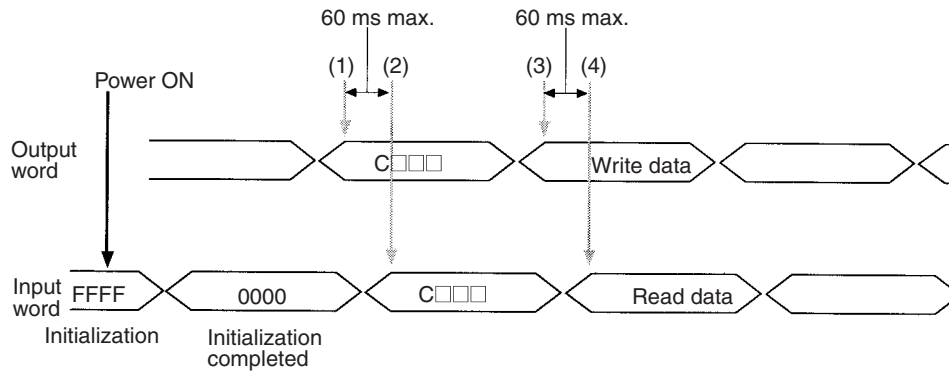 60 ms max.
60 ms max.
(1)
(2)
(3)
(4)
Power ON
Output
word
C□□□
Write data
Input
word
FFFF
0000
C□□□
Read data
Initialization
Initialization
completed